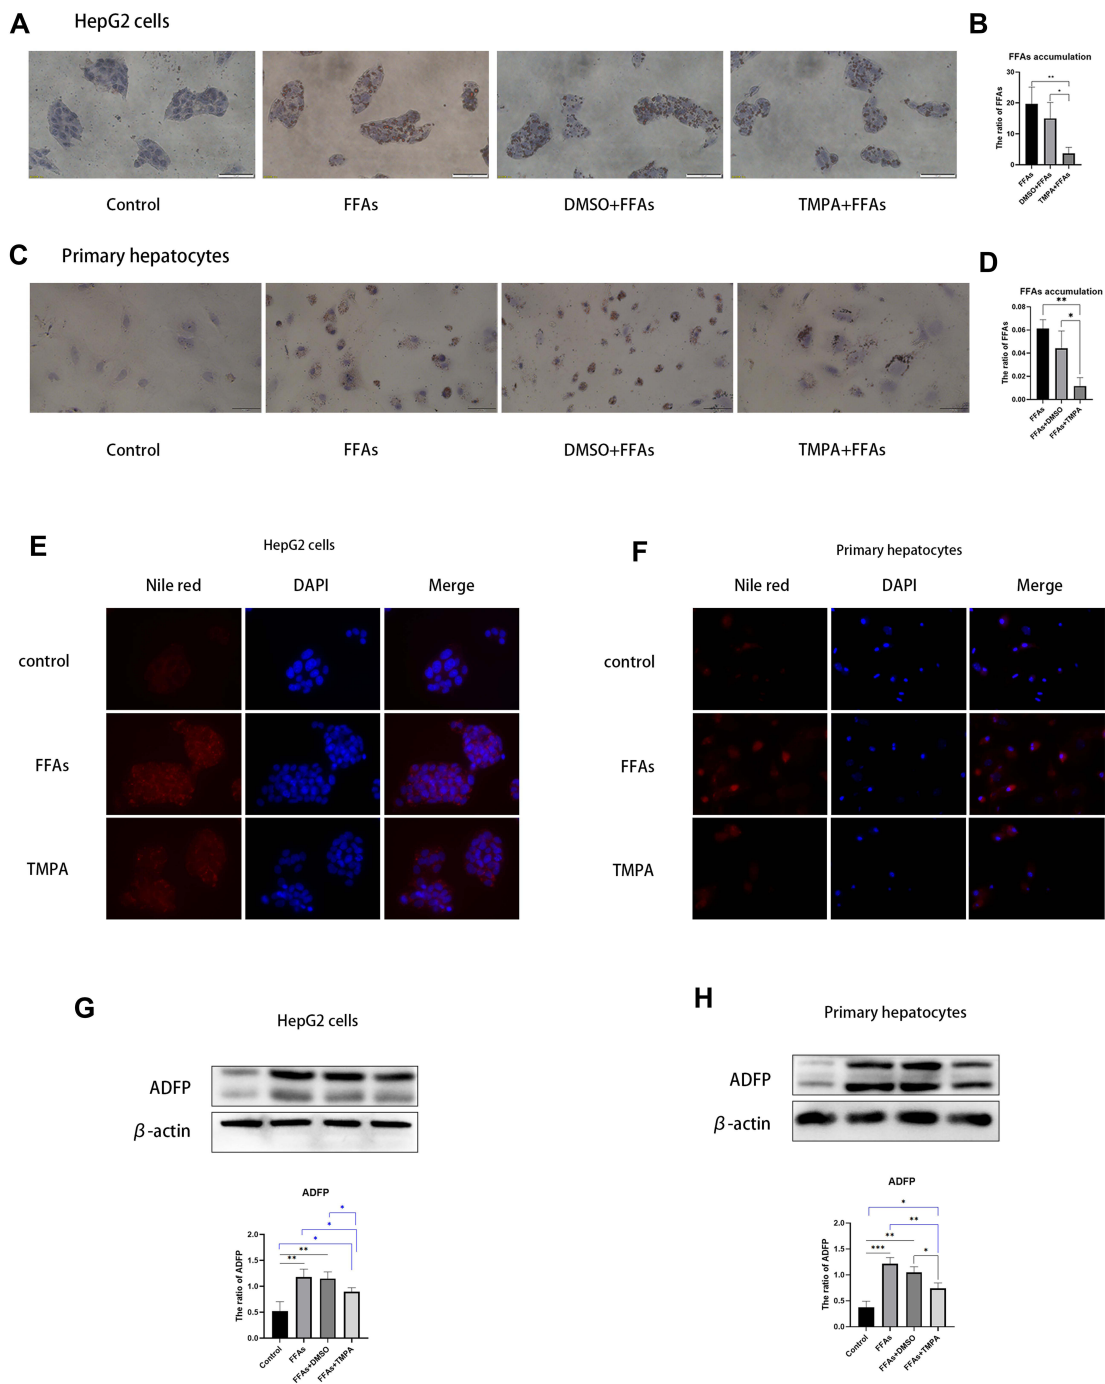 A
HepG2 cells
Control
FFAs
DMSO+FFAs
TMPA+FFAs
B
FFAs accumulation
The ratio of FFAs
30
20
10
0
**
*
FFAs
DMSO+FFAs
TMPA+FFAs
C
Primary hepatocytes
Control
FFAs
DMSO+FFAs
TMPA+FFAs
D
FFAs accumulation
The ratio of FFAs
0.08
0.06
0.04
0.02
0.00
**
*
FFAs
FFAs+DMSO
FFAs+TMPA
E
HepG2 cells
Nile red
DAPI
Merge
control
FFAs
TMPA
F
Primary hepatocytes
Nile red
DAPI
Merge
control
FFAs
TMPA
G
HepG2 cells
ADFP
β-actin
ADFP
The ratio of ADFP
2.0
1.5
1.0
0.5
0.0
*
*
*
**
**
Control
FFAs
FFAs+DMSO
FFAs+TMPA
H
Primary hepatocytes
ADFP
β-actin
ADFP
The ratio of ADFP
2.0
1.5
1.0
0.5
0.0
*
**
**
***
*
Control
FFAs
FFAs+DMSO
FFAs+TMPA